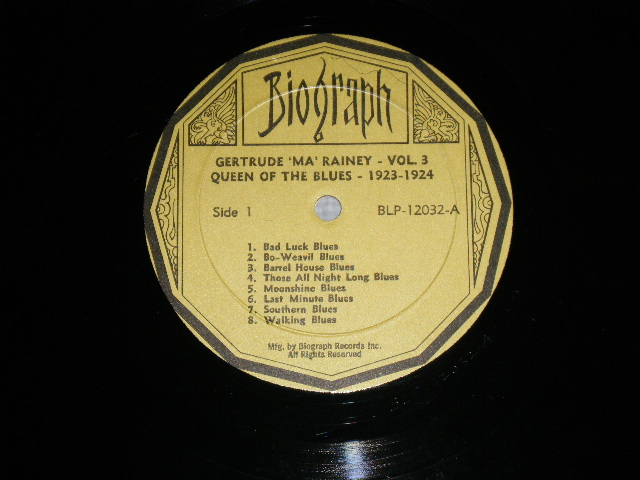 Biograph
GERTRUDE 'MA' RAINEY - VOL. 3
QUEEN OF THE BLUES - 1923-1924
Side 1 BLP-12032-A
1. Bad Luck Blues
2. Bo-Weavil Blues
3. Barrel House Blues
4. Those All Night Long Blues
5. Moonshine Blues
6. Last Minute Blues
7. Southern Blues
8. Walking Blues
Mfg. by Biograph Records Inc.
All Rights Reserved